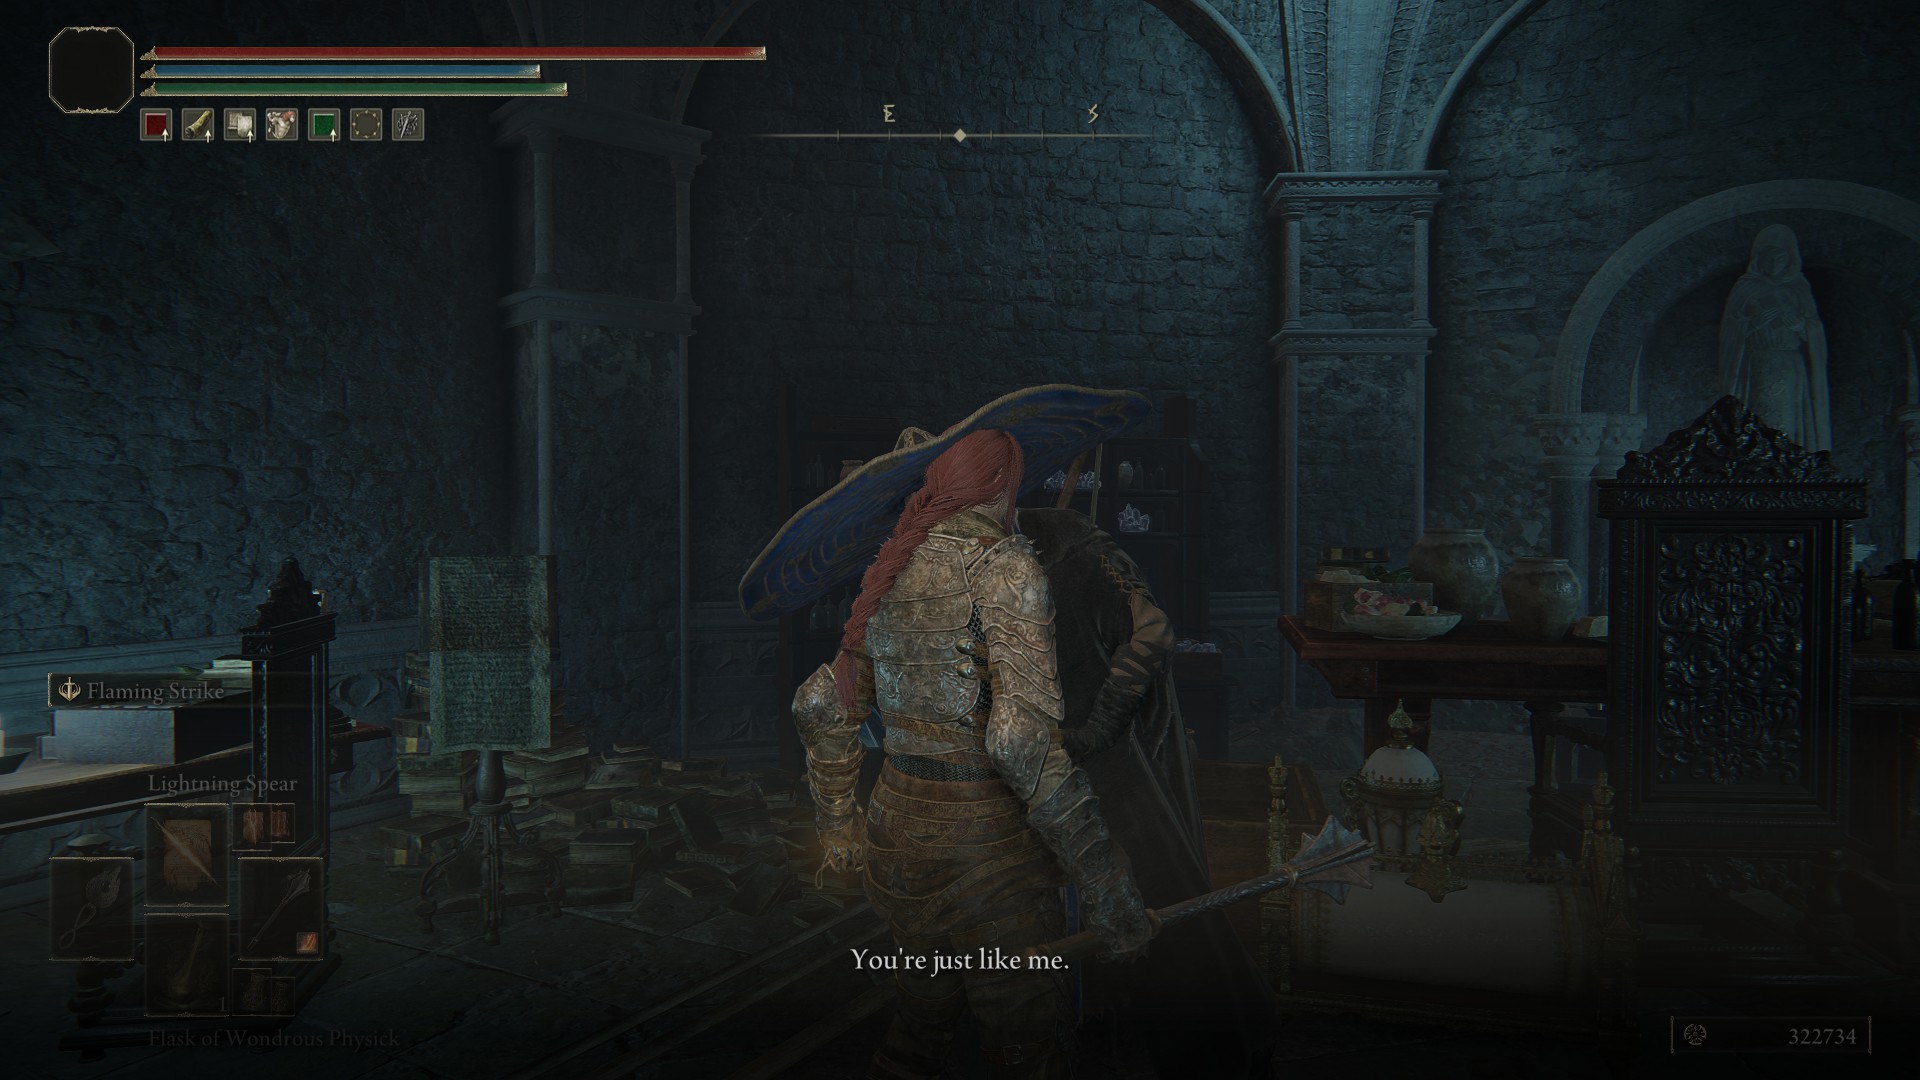 E
S
Flaming Strike
Lightning Spear
1
You're just like me.
Flask of Wondrous Physick
322734